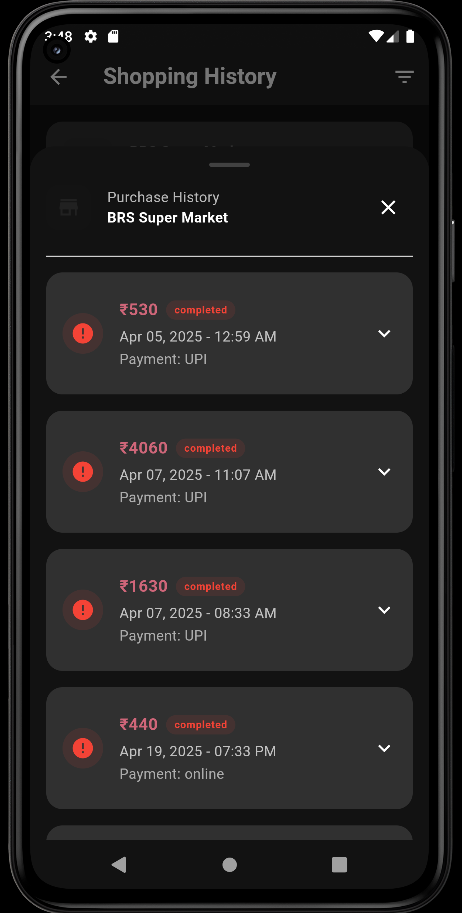 3:48
Shopping History
Purchase History
BRS Super Market
₹530 completed
Apr 05, 2025 - 12:59 AM
Payment: UPI
₹4060 completed
Apr 07, 2025 - 11:07 AM
Payment: UPI
₹1630 completed
Apr 07, 2025 - 08:33 AM
Payment: UPI
₹440 completed
Apr 19, 2025 - 07:33 PM
Payment: online